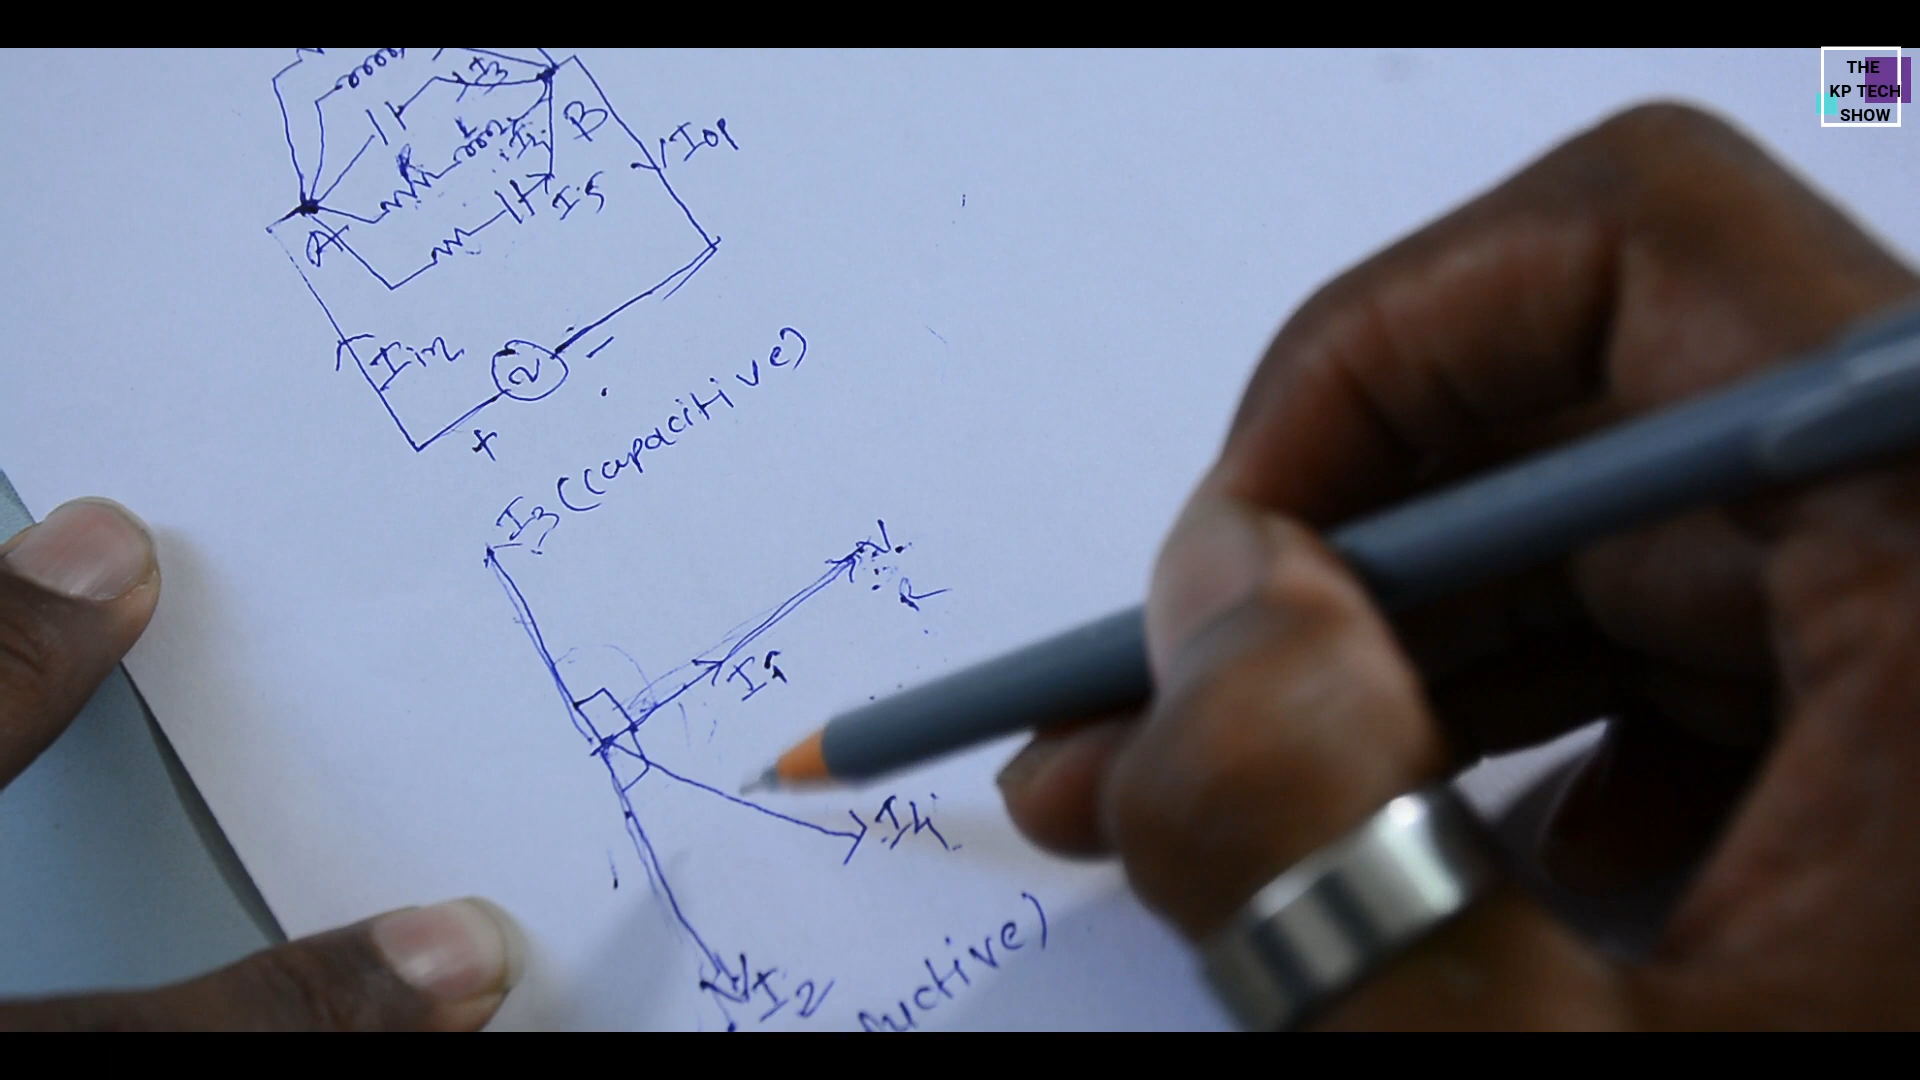 THE
KP TECH
SHOW
I3
B
Iop
R
L
I4
I5
A
Iin
-
+
I3 (capacitive)
V
R
I1
I4
I2
uctive)